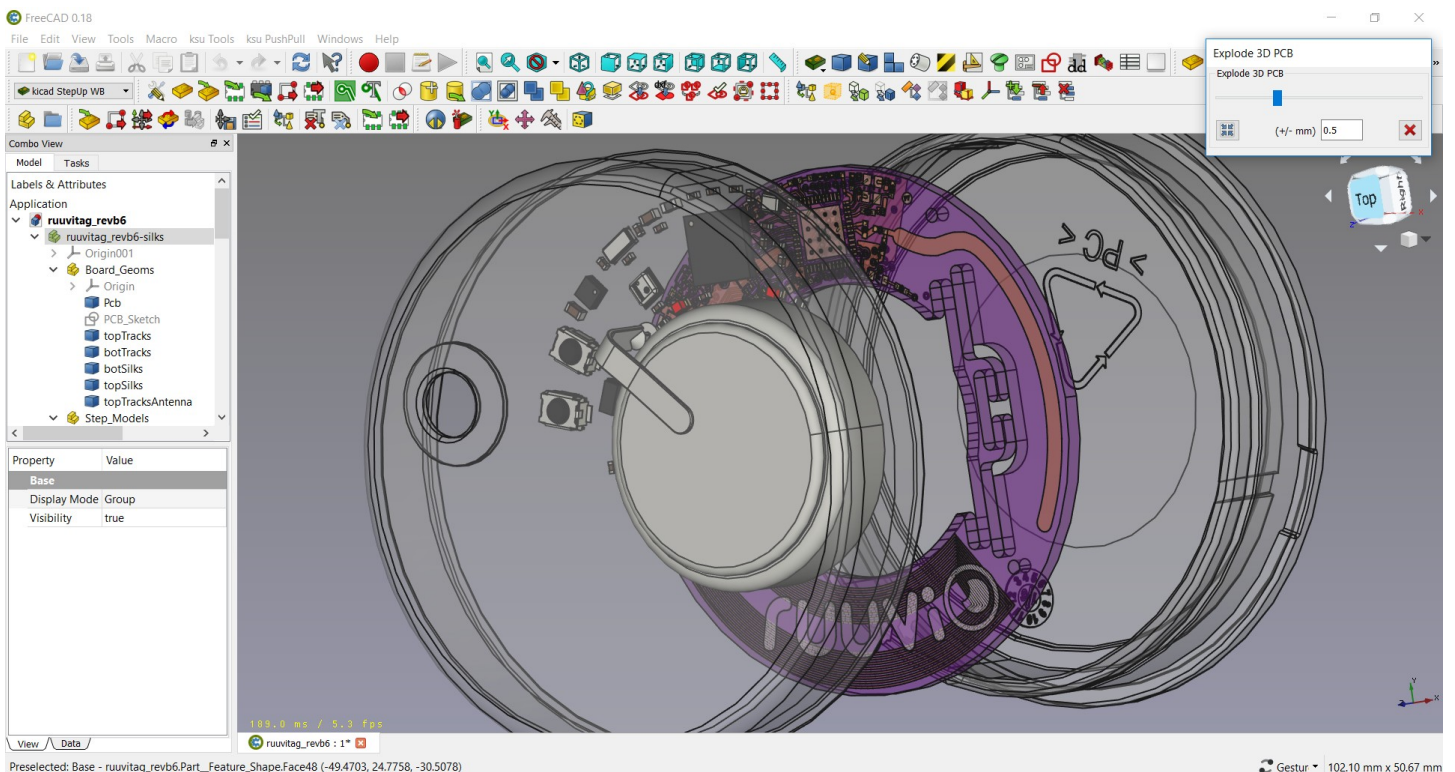 FreeCAD 0.18
File Edit View Tools Macro ksu Tools ksu PushPull Windows Help
Explode 3D PCB
Explode 3D PCB
(+/- mm) 0.5
kicad StepUp WB
Combo View
Model Tasks
Labels & Attributes
Application
ruuvitag_revb6
ruuvitag_revb6-silks
Origin001
Board_Geoms
Origin
Pcb
PCB_Sketch
topTracks
botTracks
botSilks
topSilks
topTracksAntenna
Step_Models
Property Value
Base
Display Mode Group
Visibility true
View Data
Top Right
Z X
> PC <
ruuvi
109.0 ms / 5.3 fps
Y
Z X
ruuvitag_revb6 : 1*
Preselected: Base - ruuvitag_revb6.Part__Feature_Shape.Face48 (-49.4703, 24.7758, -30.5078)
Gestur 102.10 mm x 50.67 mm